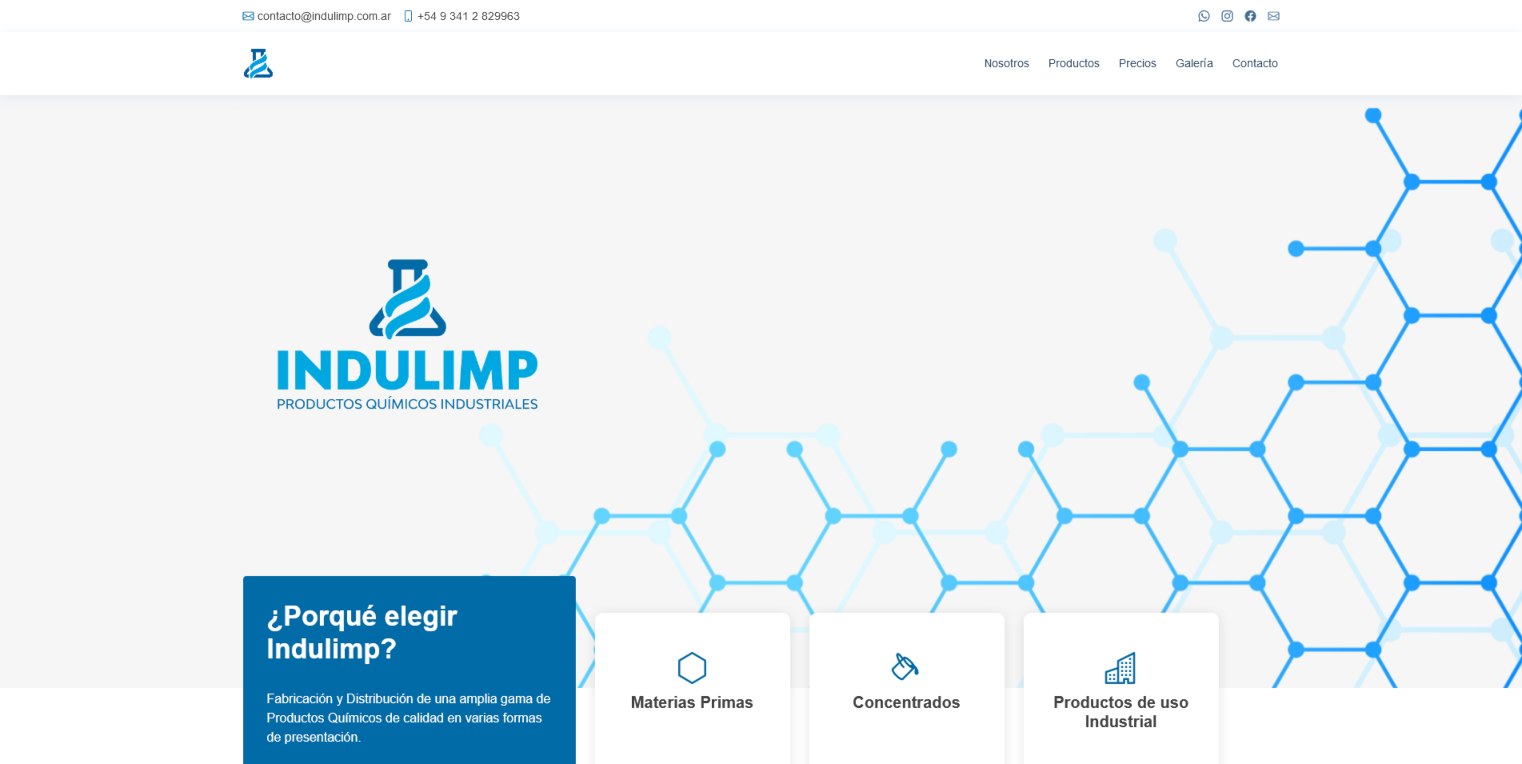 contacto@indulimp.com.ar +54 9 341 2 829963
Nosotros Productos Precios Galería Contacto
INDULIMP
PRODUCTOS QUÍMICOS INDUSTRIALES
¿Porqué elegir
Indulimp?
Fabricación y Distribución de una amplia gama de
Productos Químicos de calidad en varias formas
de presentación.
Materias Primas
Concentrados
Productos de uso
Industrial